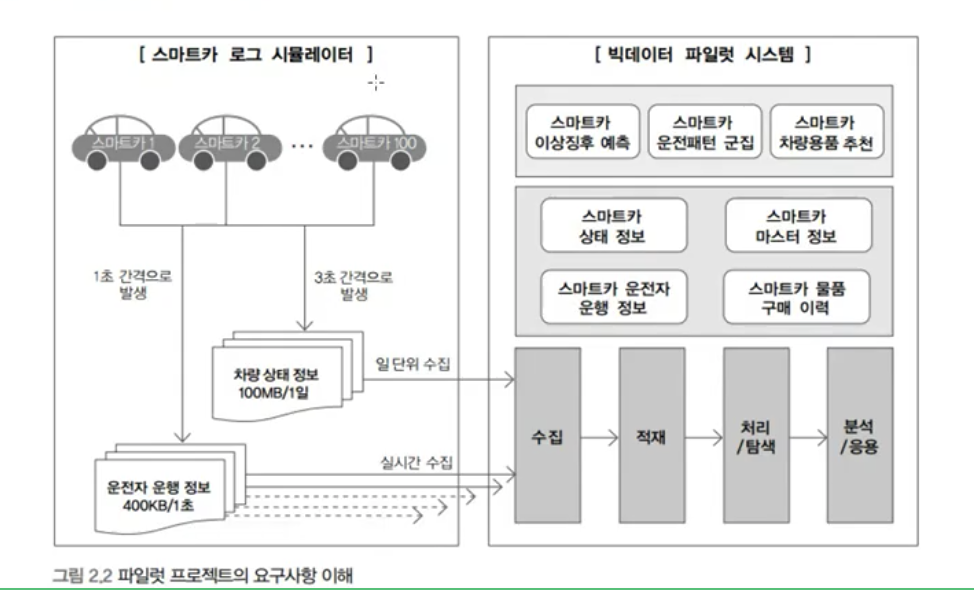 [ 스마트카 로그 시뮬레이터 ]
스마트카 1
스마트카 2
···
스마트카 100
1초 간격으로
발생
3초 간격으로
발생
차량 상태 정보
100MB/1일
일 단위 수집
운전자 운행 정보
400KB/1초
실시간 수집
[ 빅데이터 파일럿 시스템 ]
스마트카
이상징후 예측
스마트카
운전패턴 군집
스마트카
차량용품 추천
스마트카
상태 정보
스마트카
마스터 정보
스마트카 운전자
운행 정보
스마트카 물품
구매 이력
수집
적재
처리
/탐색
분석
/응용
그림 2.2 파일럿 프로젝트의 요구사항 이해